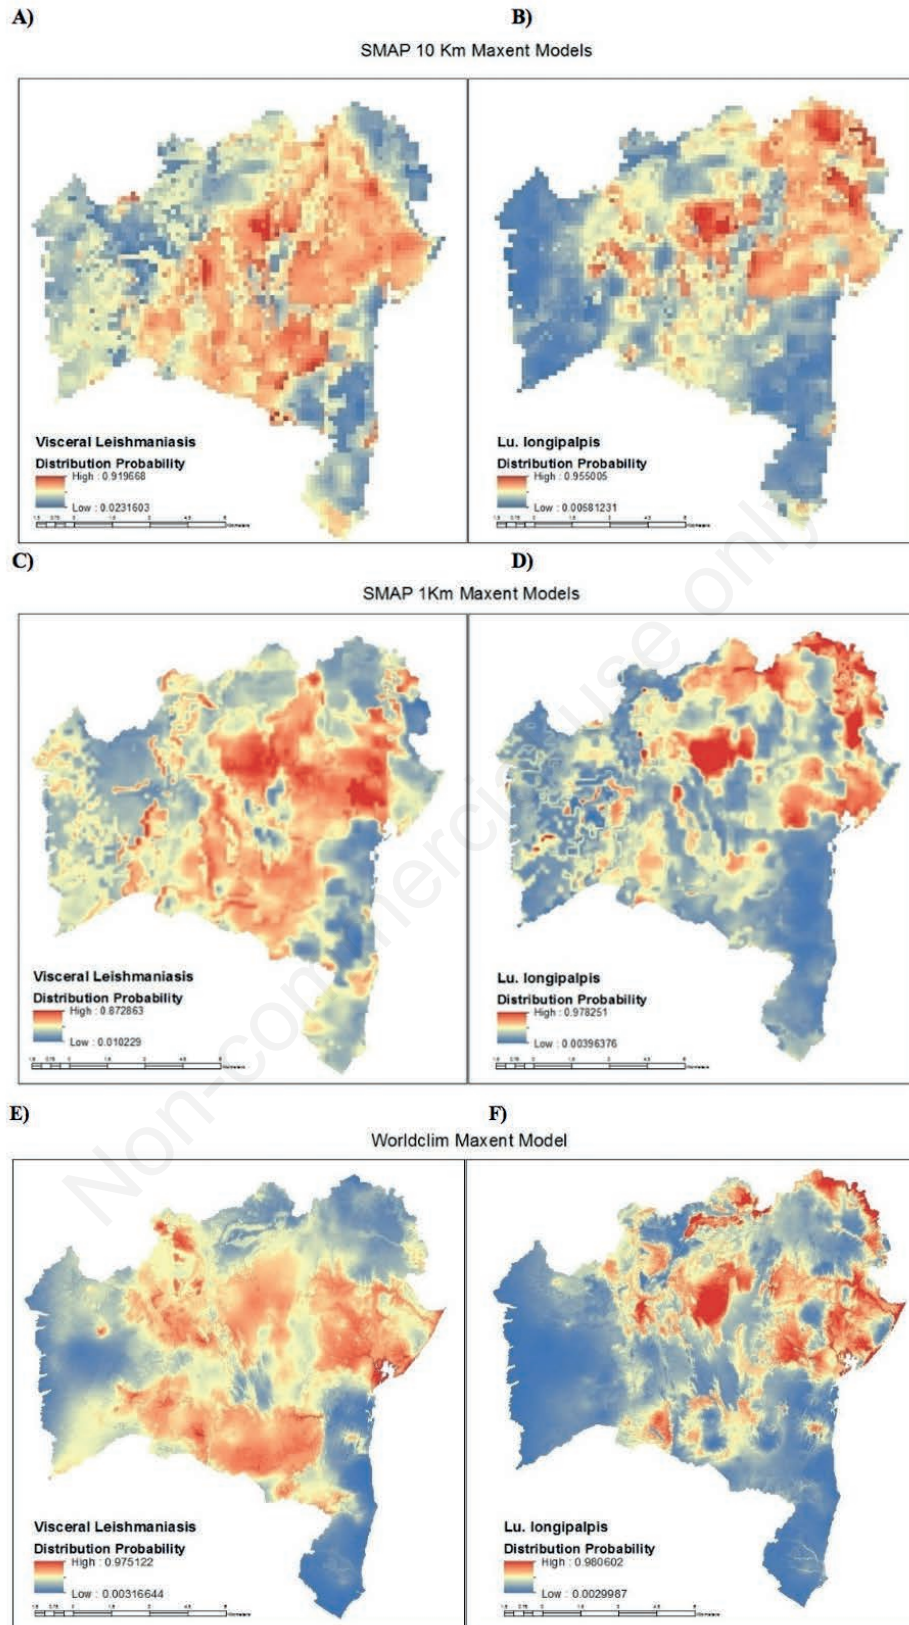 A)
B)
SMAP 10 Km Maxent Models
Visceral Leishmaniasis
Distribution Probability
High : 0.919668
Low : 0.0231603
Lu. longipalpis
Distribution Probability
High : 0.955005
Low : 0.00581231
C)
D)
SMAP 1Km Maxent Models
Visceral Leishmaniasis
Distribution Probability
High : 0.872863
Low : 0.010229
Lu. longipalpis
Distribution Probability
High : 0.978251
Low : 0.00396376
E)
F)
Worldclim Maxent Model
Visceral Leishmaniasis
Distribution Probability
High : 0.975122
Low : 0.00316644
Lu. longipalpis
Distribution Probability
High : 0.980602
Low : 0.0029987
Non-commercial use only